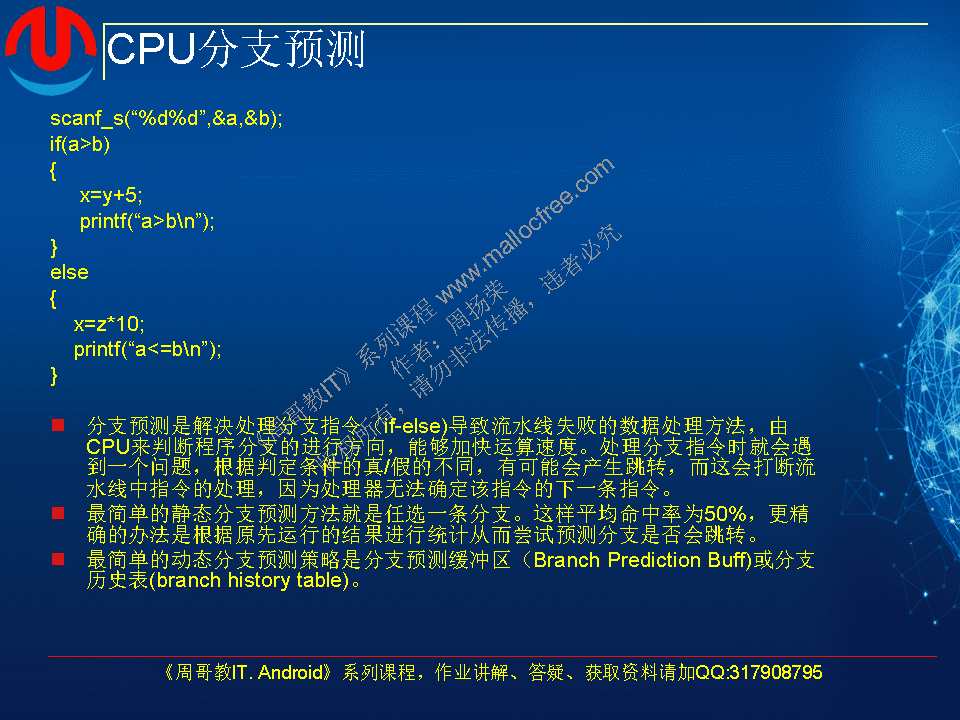 CPU分支预测
scanf_s(“%d%d”,&a,&b);
if(a>b)
{
x=y+5;
printf(“a>b\n”);
}
else
{
x=z*10;
printf(“a<=b\n”);
}
分支预测是解决处理分支指令（if-else)导致流水线失败的数据处理方法，由
CPU来判断程序分支的进行方向，能够加快运算速度。处理分支指令时就会遇
到一个问题，根据判定条件的真/假的不同，有可能会产生跳转，而这会打断流
水线中指令的处理，因为处理器无法确定该指令的下一条指令。
最简单的静态分支预测方法就是任选一条分支。这样平均命中率为50%，更精
确的办法是根据原先运行的结果进行统计从而尝试预测分支是否会跳转。
最简单的动态分支预测策略是分支预测缓冲区（Branch Prediction Buff)或分支
历史表(branch history table)。
哥教IT》系列课程 www.mallocfree.com
作者：周扬荣
有，请勿非法传播，违者必究
《周哥教IT. Android》系列课程，作业讲解、答疑、获取资料请加QQ:317908795